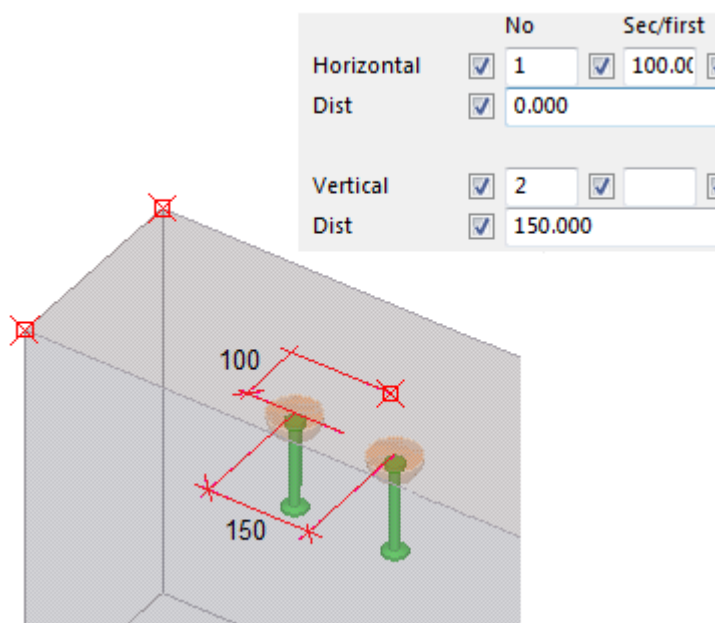 No Sec/first
Horizontal 1 100.00
Dist 0.000
Vertical 2
Dist 150.000
100
150